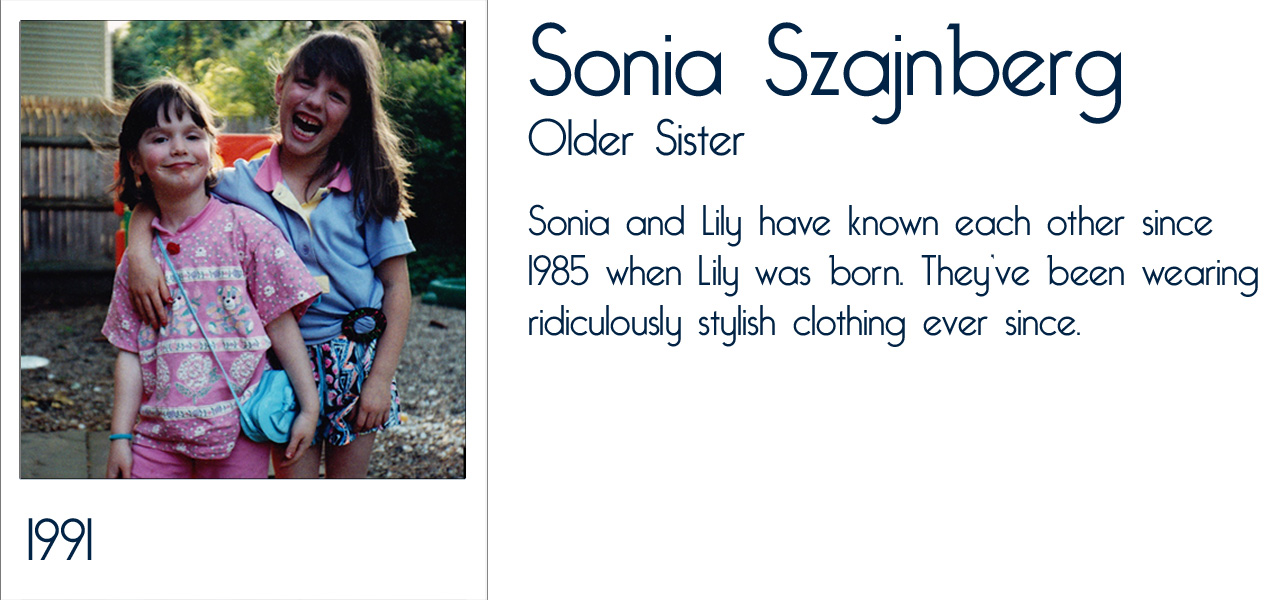 Sonia Szajnberg
Older Sister
Sonia and Lily have known each other since
1985 when Lily was born. They've been wearing
ridiculously stylish clothing ever since.
1991